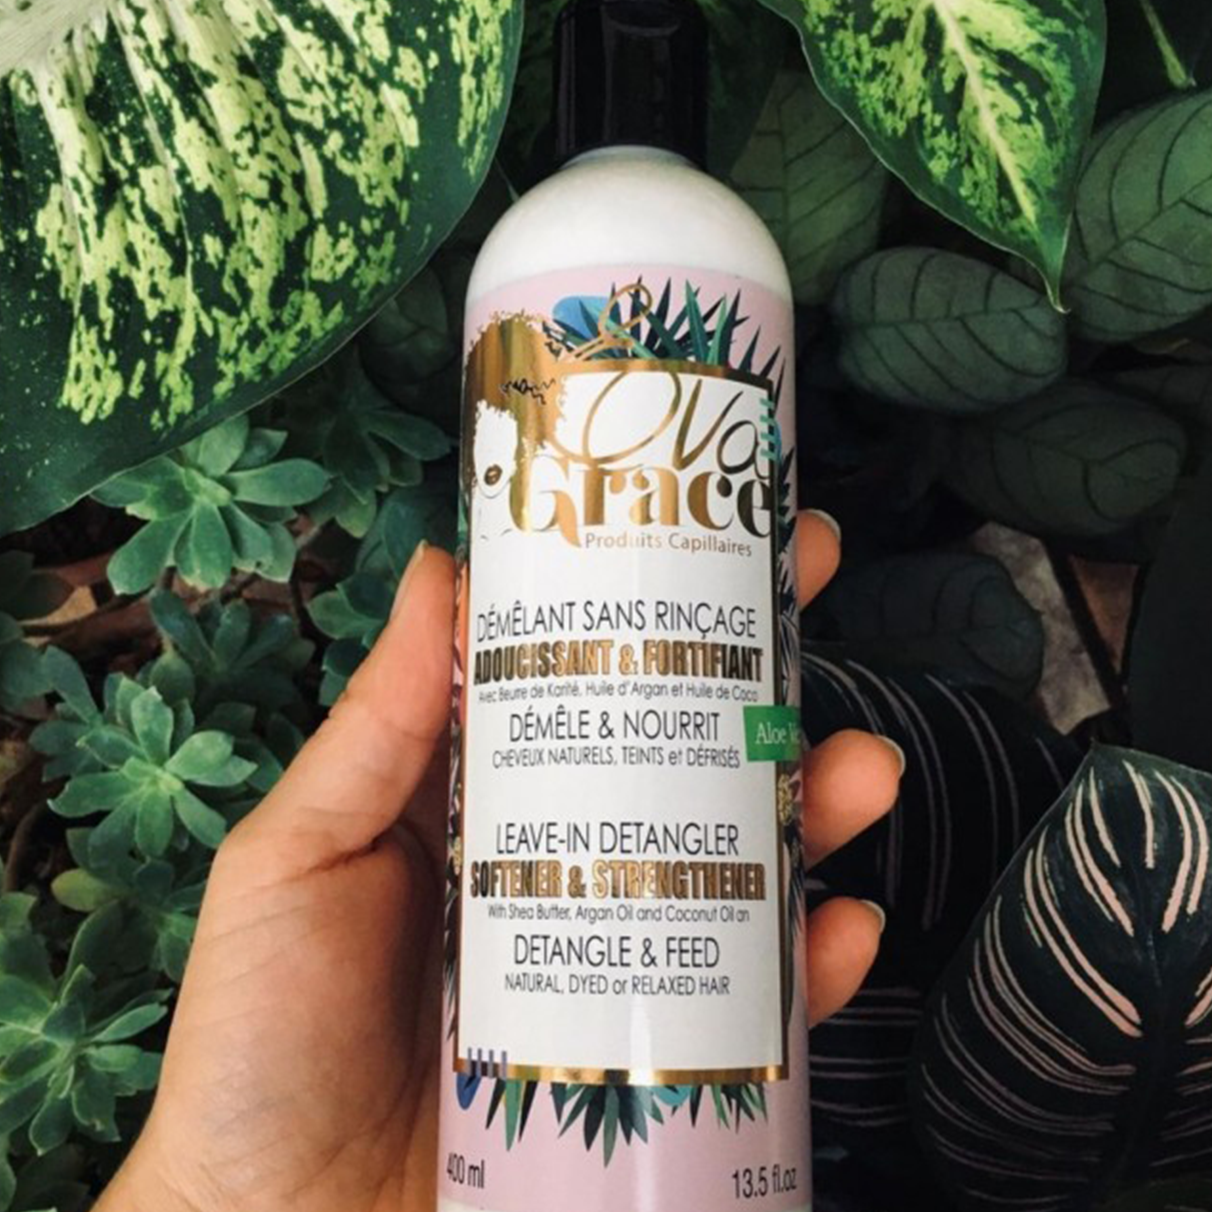 Ova
Grace
Produits Capillaires
DÉMÊLANT SANS RINÇAGE
ADOUCISSANT & FORTIFIANT
Avec Beurre de Karité, Huile d'Argan et Huile de Coco
DÉMÊLE & NOURRIT
Aloe
CHEVEUX NATURELS, TEINTS et DÉFRISÉS
LEAVE-IN DETANGLER
SOFTENER & STRENGTHENER
With Shea Butter, Argan Oil and Coconut Oil an
DETANGLE & FEED
NATURAL, DYED or RELAXED HAIR
400 ml
13.5 fl.oz